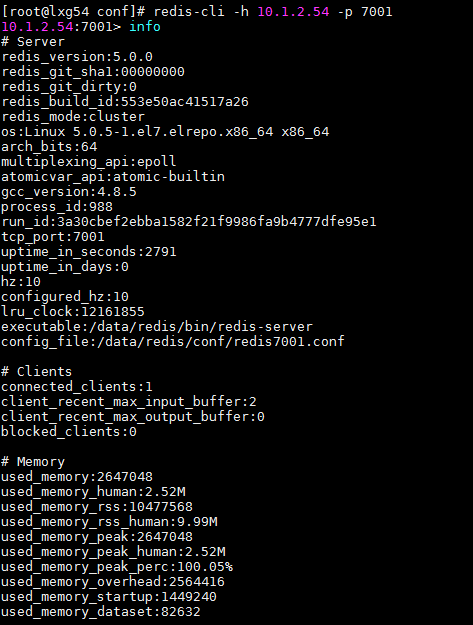 [root@lxg54 conf]# redis-cli -h 10.1.2.54 -p 7001
10.1.2.54:7001> info
# Server
redis_version:5.0.0
redis_git_sha1:00000000
redis_git_dirty:0
redis_build_id:553e50ac41517a26
redis_mode:cluster
os:Linux 5.0.5-1.el7.elrepo.x86_64 x86_64
arch_bits:64
multiplexing_api:epoll
atomicvar_api:atomic-builtin
gcc_version:4.8.5
process_id:988
run_id:3a30cbef2ebba1582f21f9986fa9b4777dfe95e1
tcp_port:7001
uptime_in_seconds:2791
uptime_in_days:0
hz:10
configured_hz:10
lru_clock:12161855
executable:/data/redis/bin/redis-server
config_file:/data/redis/conf/redis7001.conf

# Clients
connected_clients:1
client_recent_max_input_buffer:2
client_recent_max_output_buffer:0
blocked_clients:0

# Memory
used_memory:2647048
used_memory_human:2.52M
used_memory_rss:10477568
used_memory_rss_human:9.99M
used_memory_peak:2647048
used_memory_peak_human:2.52M
used_memory_peak_perc:100.05%
used_memory_overhead:2564416
used_memory_startup:1449240
used_memory_dataset:82632